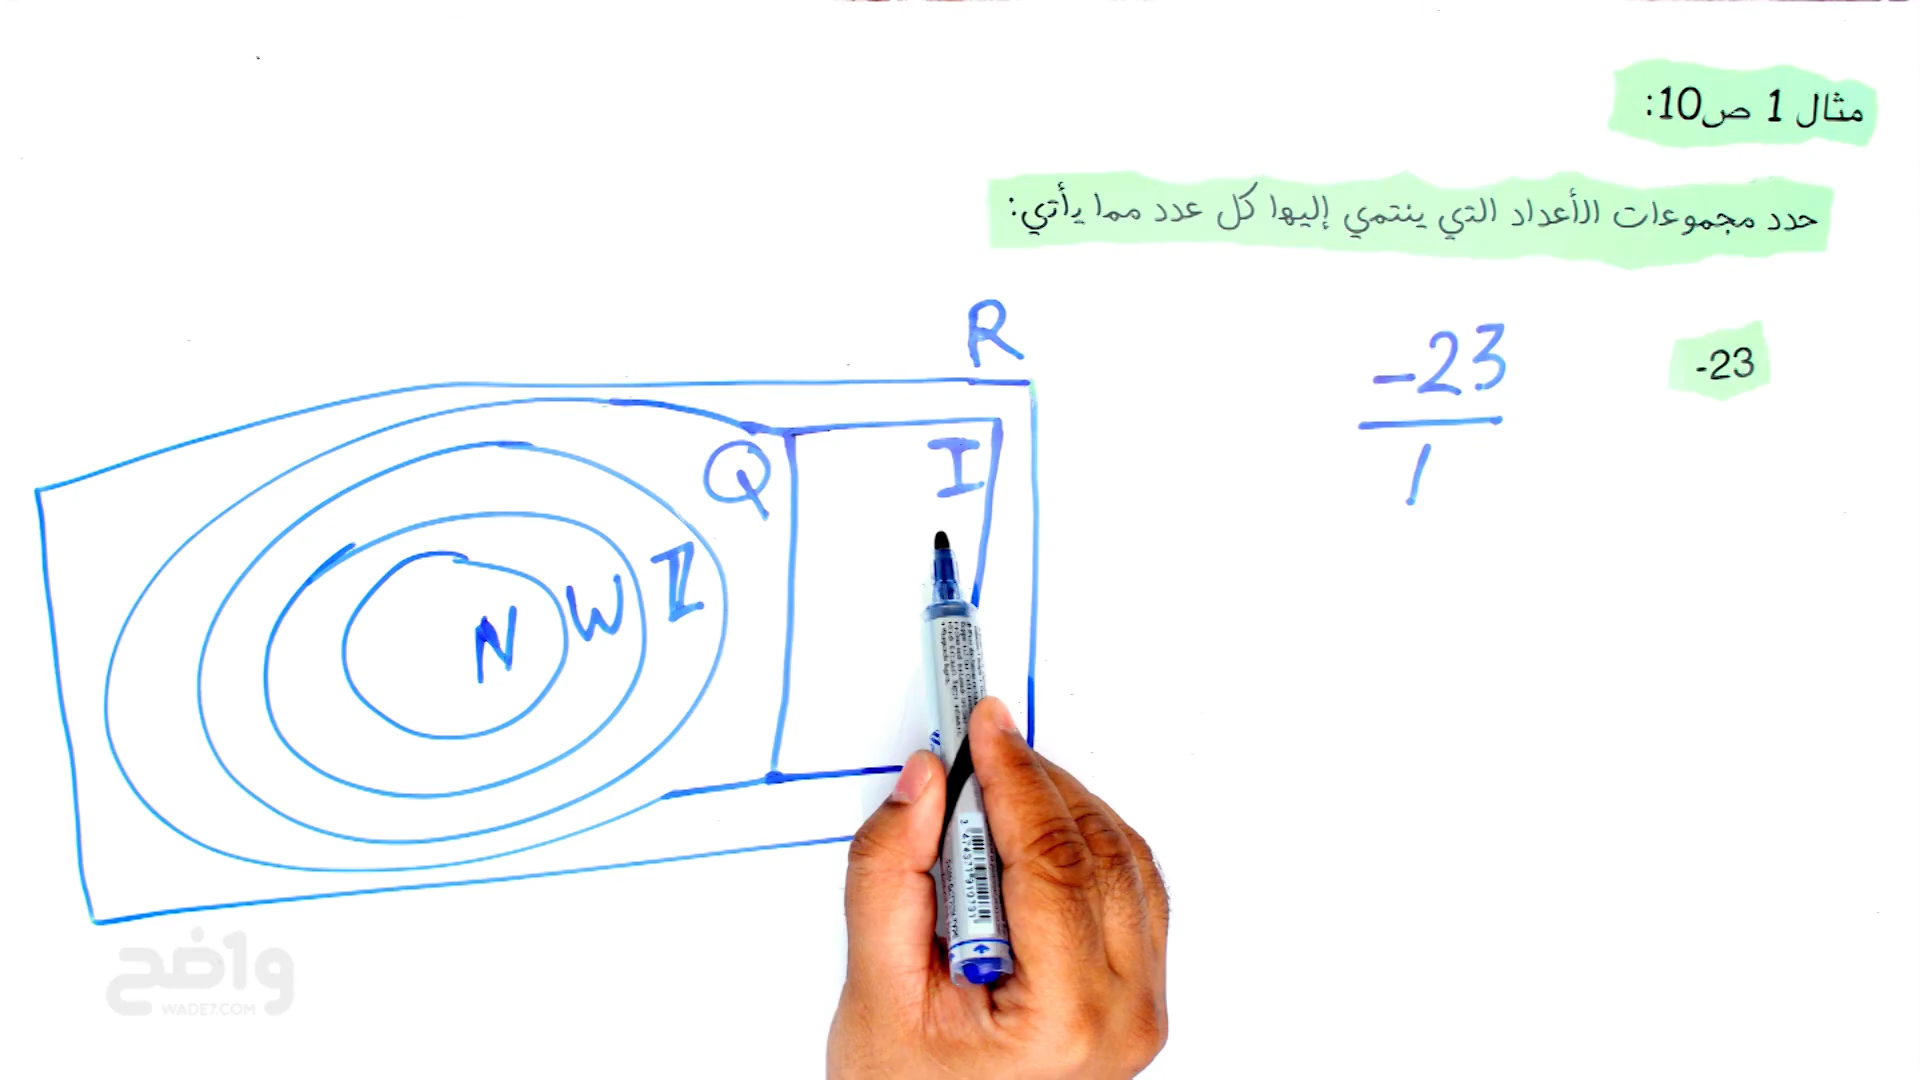 مثال 1 ص10:
حدد مجموعات الأعداد التي ينتمي إليها كل عدد مما يأتي:
-23
-23
1
R
Q
I
N
W
Z
واضح
WADE7.COM